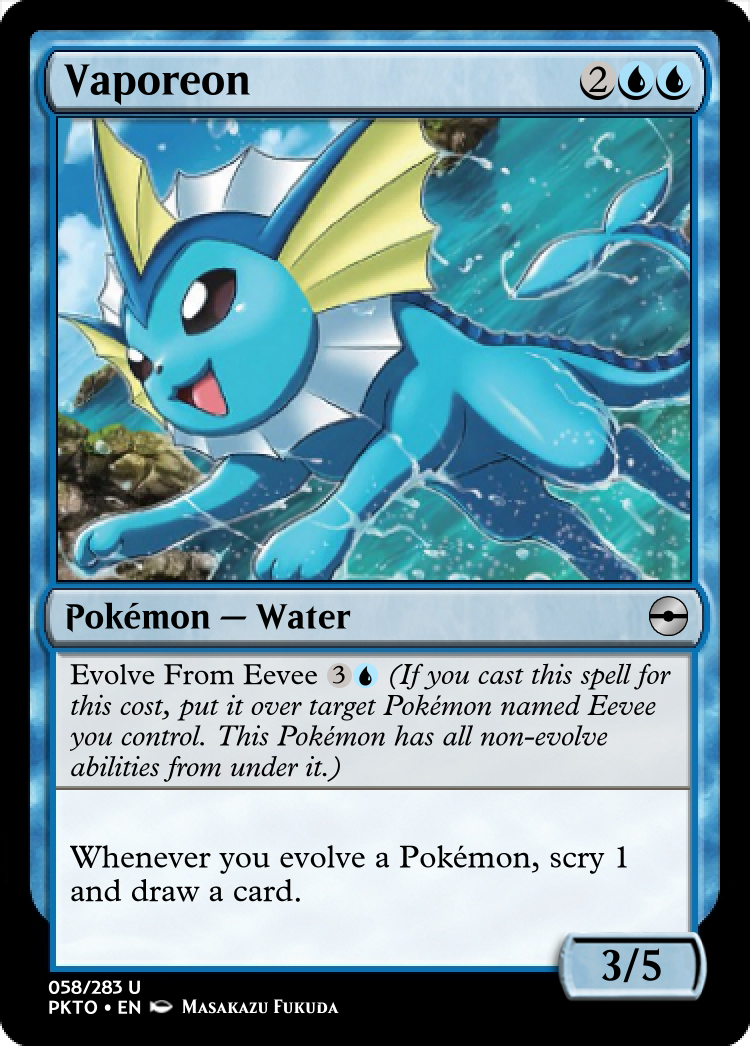 Vaporeon 2
Pokémon — Water
Evolve From Eevee 3 (If you cast this spell for
this cost, put it over target Pokémon named Eevee
you control. This Pokémon has all non-evolve
abilities from under it.)
Whenever you evolve a Pokémon, scry 1
and draw a card.
3/5
058/283 U
PKTO • EN MASAKAZU FUKUDA